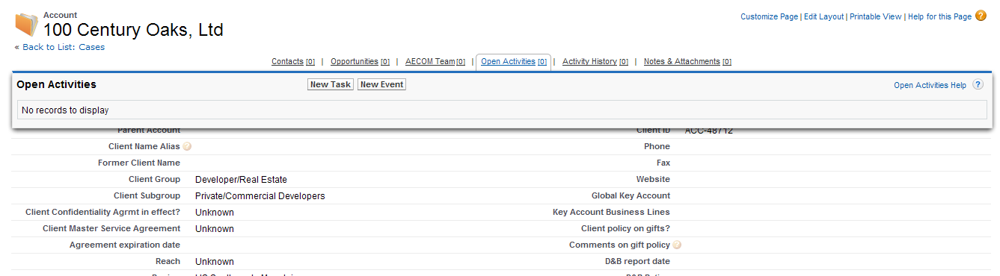 Account
100 Century Oaks, Ltd
Customize Page | Edit Layout | Printable View | Help for this Page
« Back to List: Cases
Contacts [0] | Opportunities [0] | AECOM Team [0] | Open Activities [0] | Activity History [0] | Notes & Attachments [0]
Open Activities New Task New Event Open Activities Help ?
No records to display
Parent Account Client ID ACC-48712
Client Name Alias ? Phone
Former Client Name Fax
Client Group Developer/Real Estate Website
Client Subgroup Private/Commercial Developers Global Key Account
Client Confidentiality Agrmt in effect? Unknown Key Account Business Lines
Client Master Service Agreement Unknown Client policy on gifts?
Agreement expiration date Comments on gift policy ?
Reach Unknown D&B report date